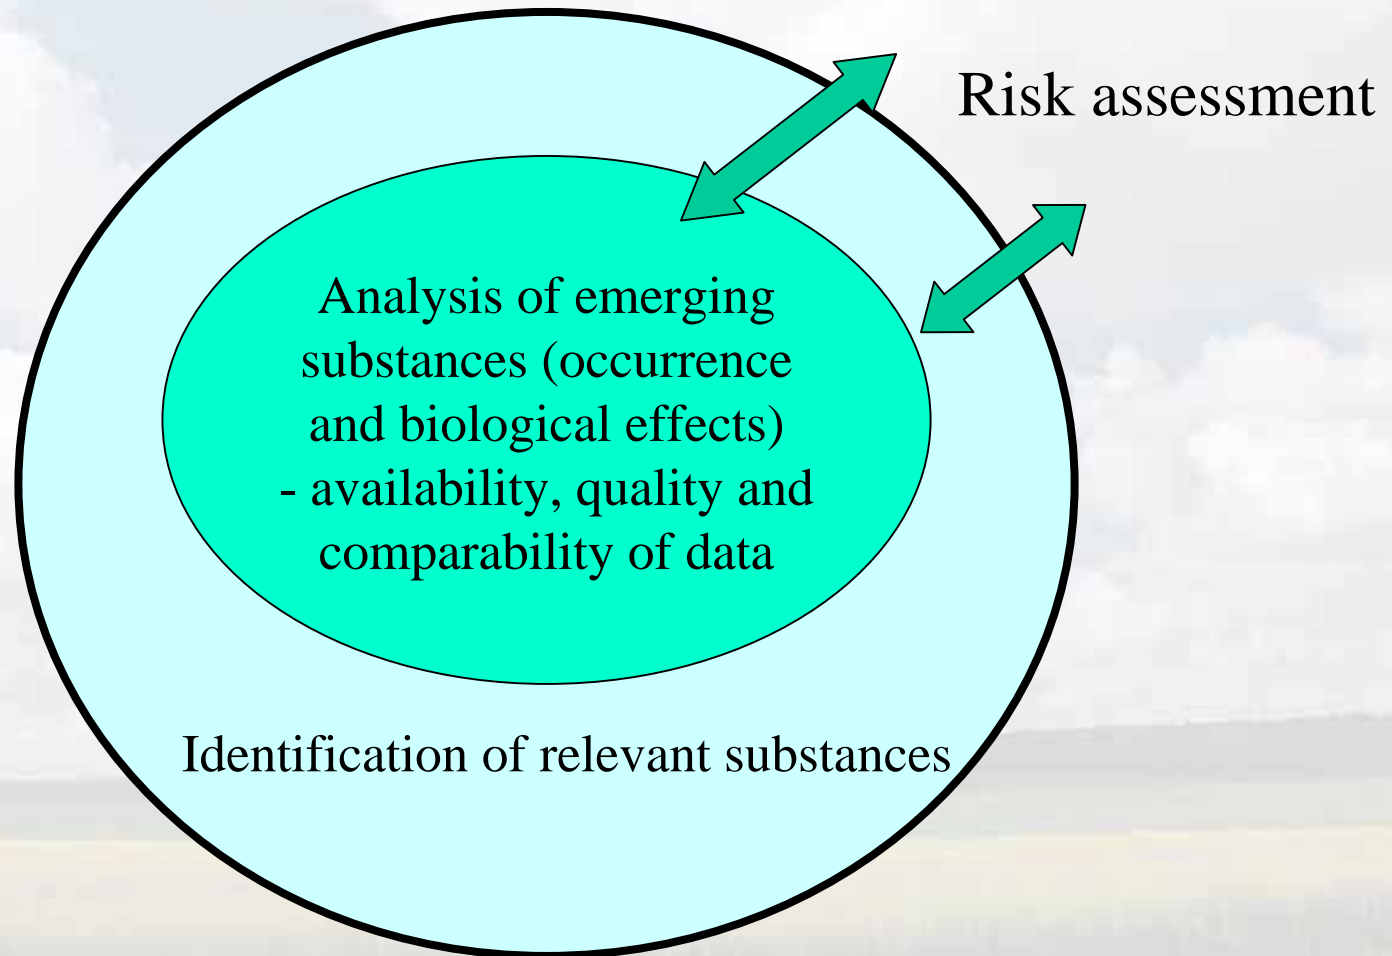 Risk assessment
Analysis of emerging
substances (occurrence
and biological effects)
- availability, quality and
comparability of data
Identification of relevant substances